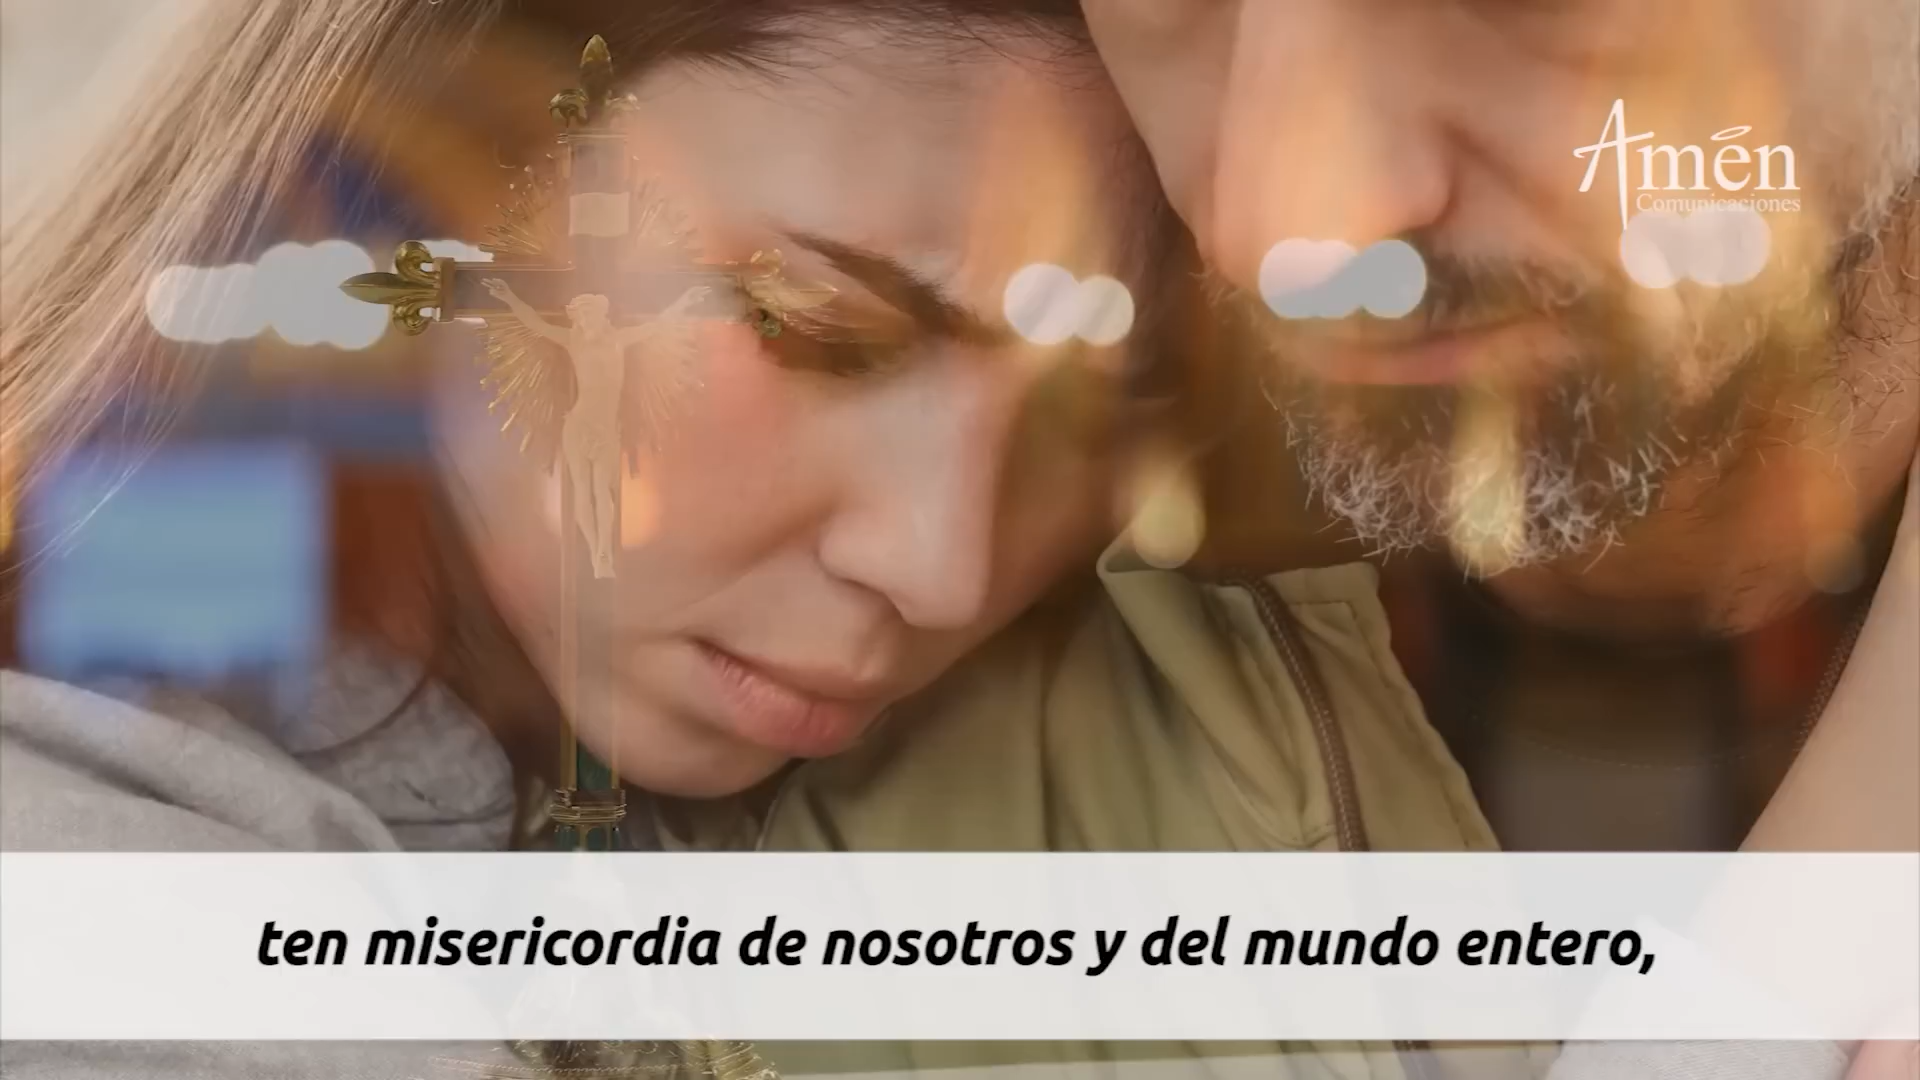 Amén
Comunicaciones
ten misericordia de nosotros y del mundo entero,